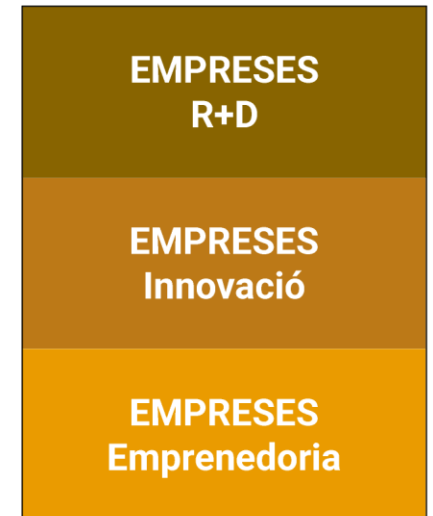 EMPRESES
R+D
EMPRESES
Innovació
EMPRESES
Emprenedoria